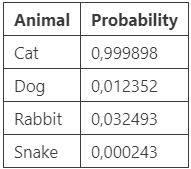 Animal Probability
Cat 0,999898
Dog 0,012352
Rabbit 0,032493
Snake 0,000243